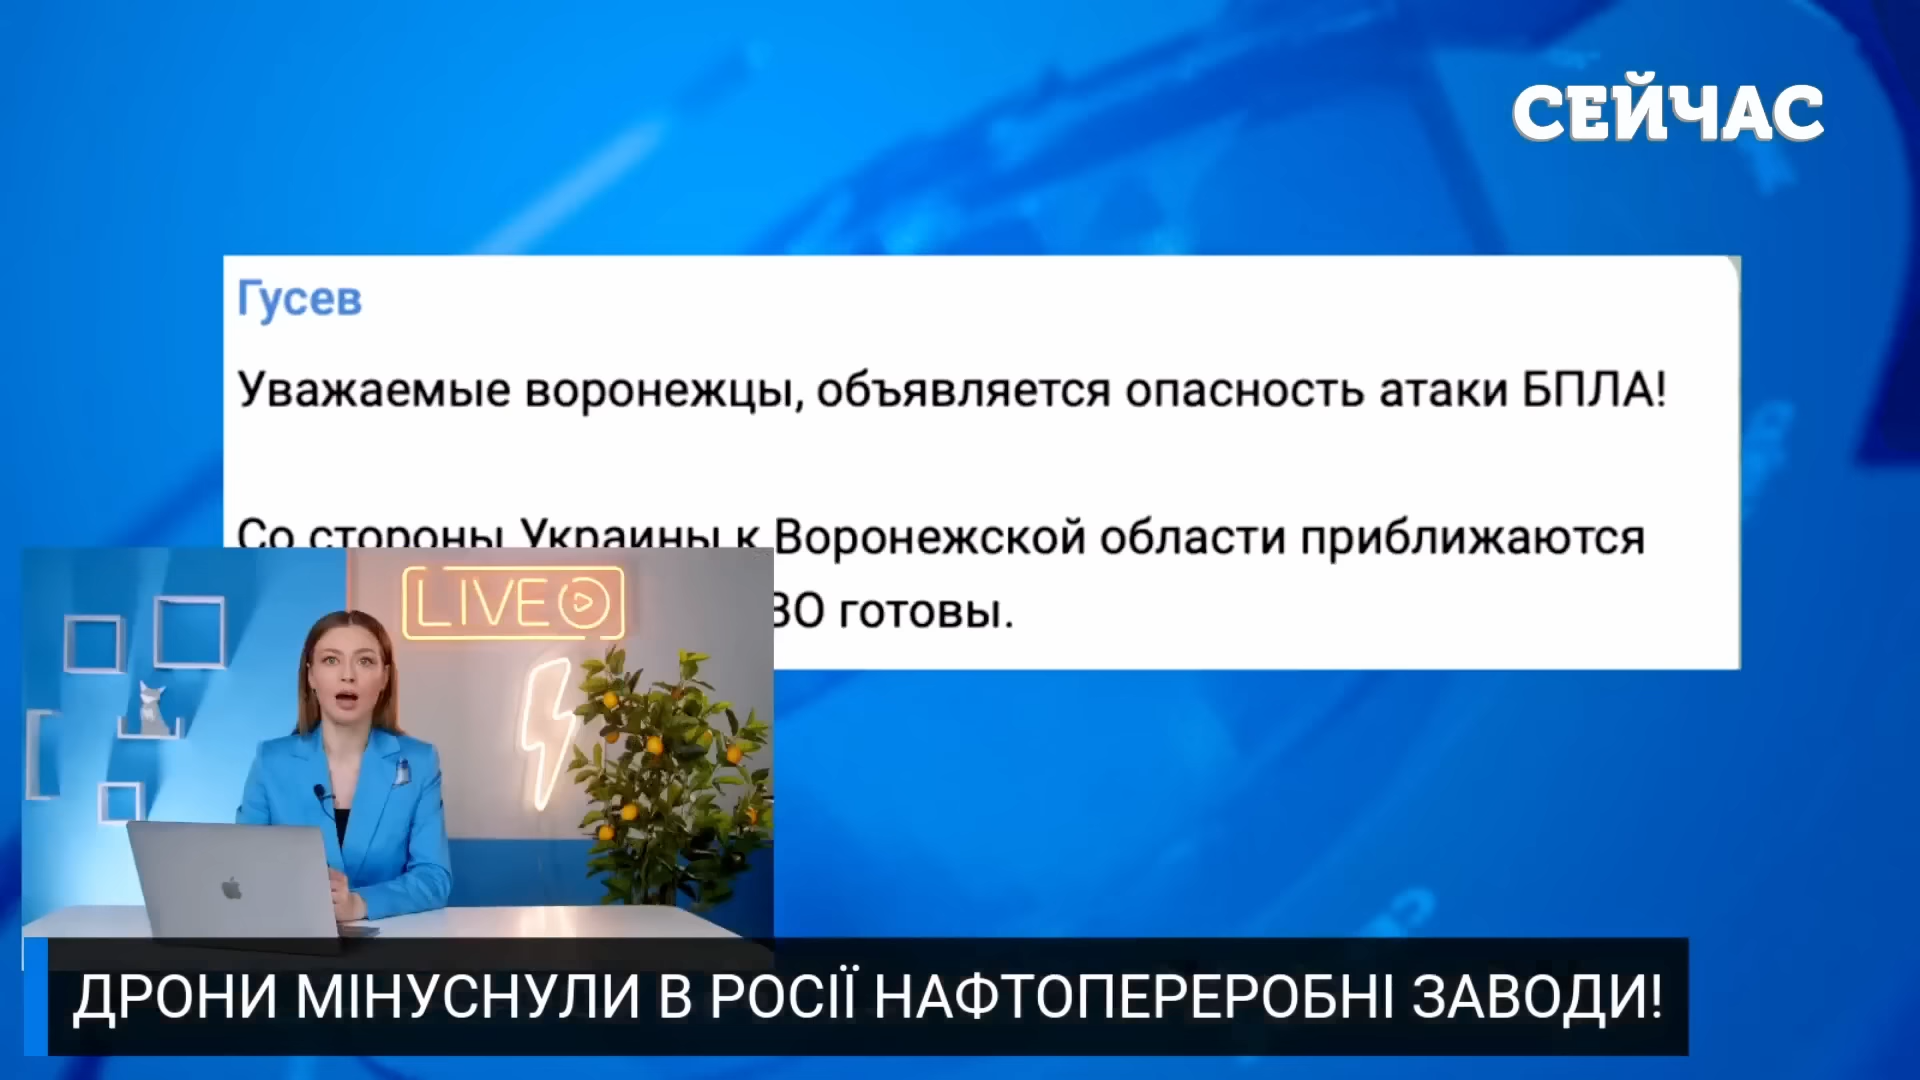 СЕЙЧАС
Гусев
Уважаемые воронежцы, объявляется опасность атаки БПЛА!
Со стороны Украины к Воронежской области приближаются
готовы.
LIVE
ДРОНИ МІНУСНУЛИ В РОСІЇ НАФТОПЕРЕРОБНІ ЗАВОДИ!